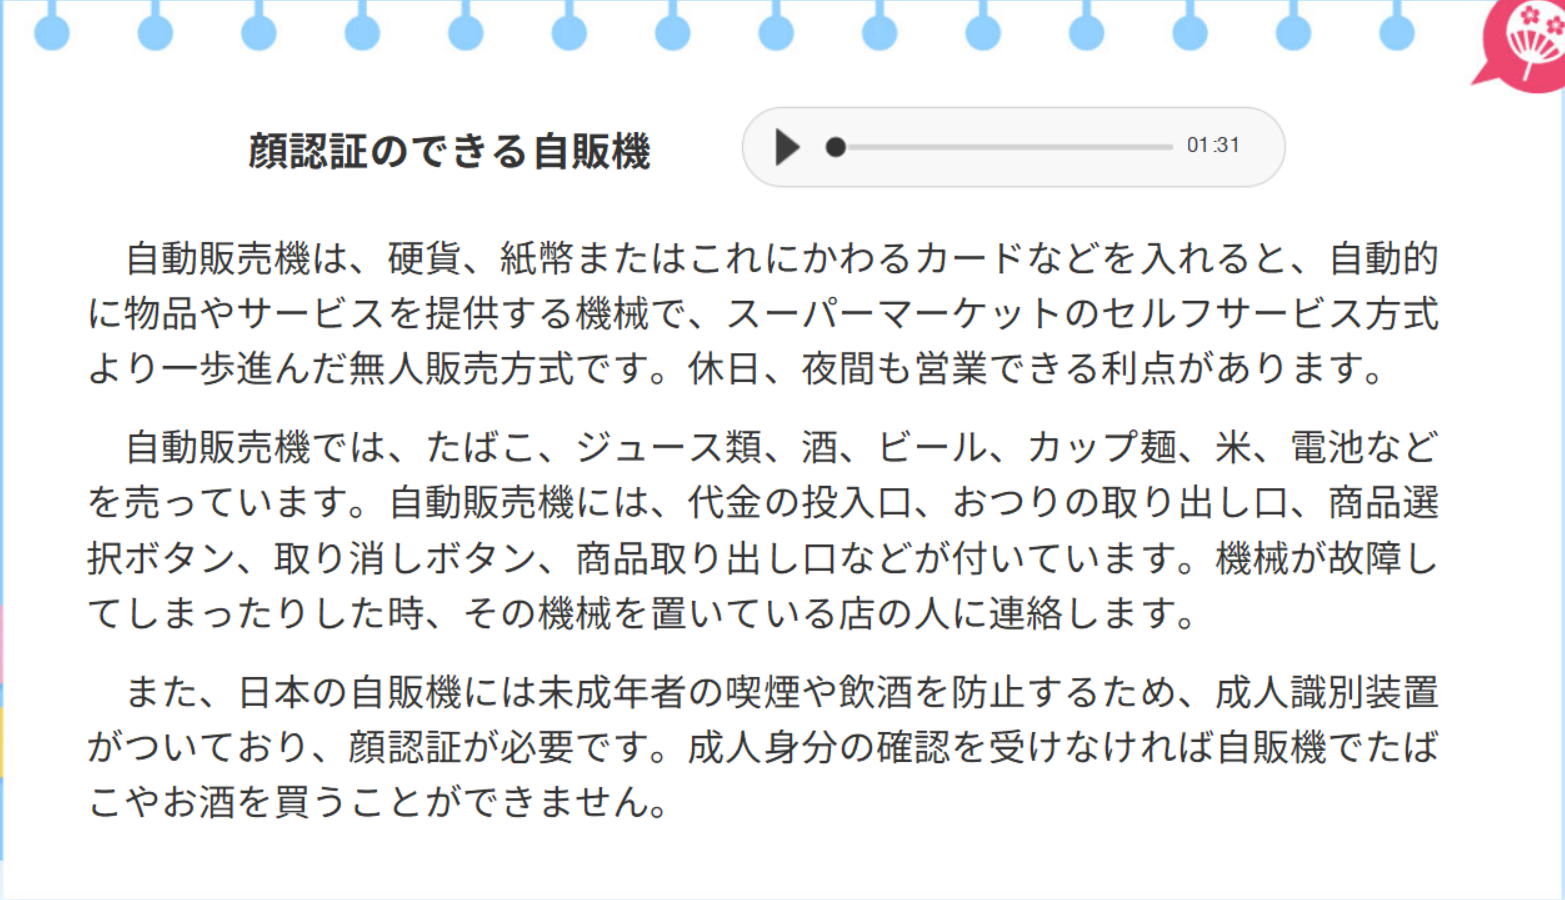 顔認証のできる自販機
01:31
自動販売機は、硬貨、紙幣またはこれにかわるカードなどを入れると、自動的
に物品やサービスを提供する機械で、スーパーマーケットのセルフサービス方式
より一歩進んだ無人販売方式です。休日、夜間も営業できる利点があります。
自動販売機では、たばこ、ジュース類、酒、ビール、カップ麺、米、電池など
を売っています。自動販売機には、代金の投入口、おつりの取り出し口、商品選
択ボタン、取り消しボタン、商品取り出し口などが付いています。機械が故障し
てしまったりした時、その機械を置いている店の人に連絡します。
また、日本の自販機には未成年者の喫煙や飲酒を防止するため、成人識別装置
がついており、顔認証が必要です。成人身分の確認を受けなければ自販機でたば
こやお酒を買うことができません。